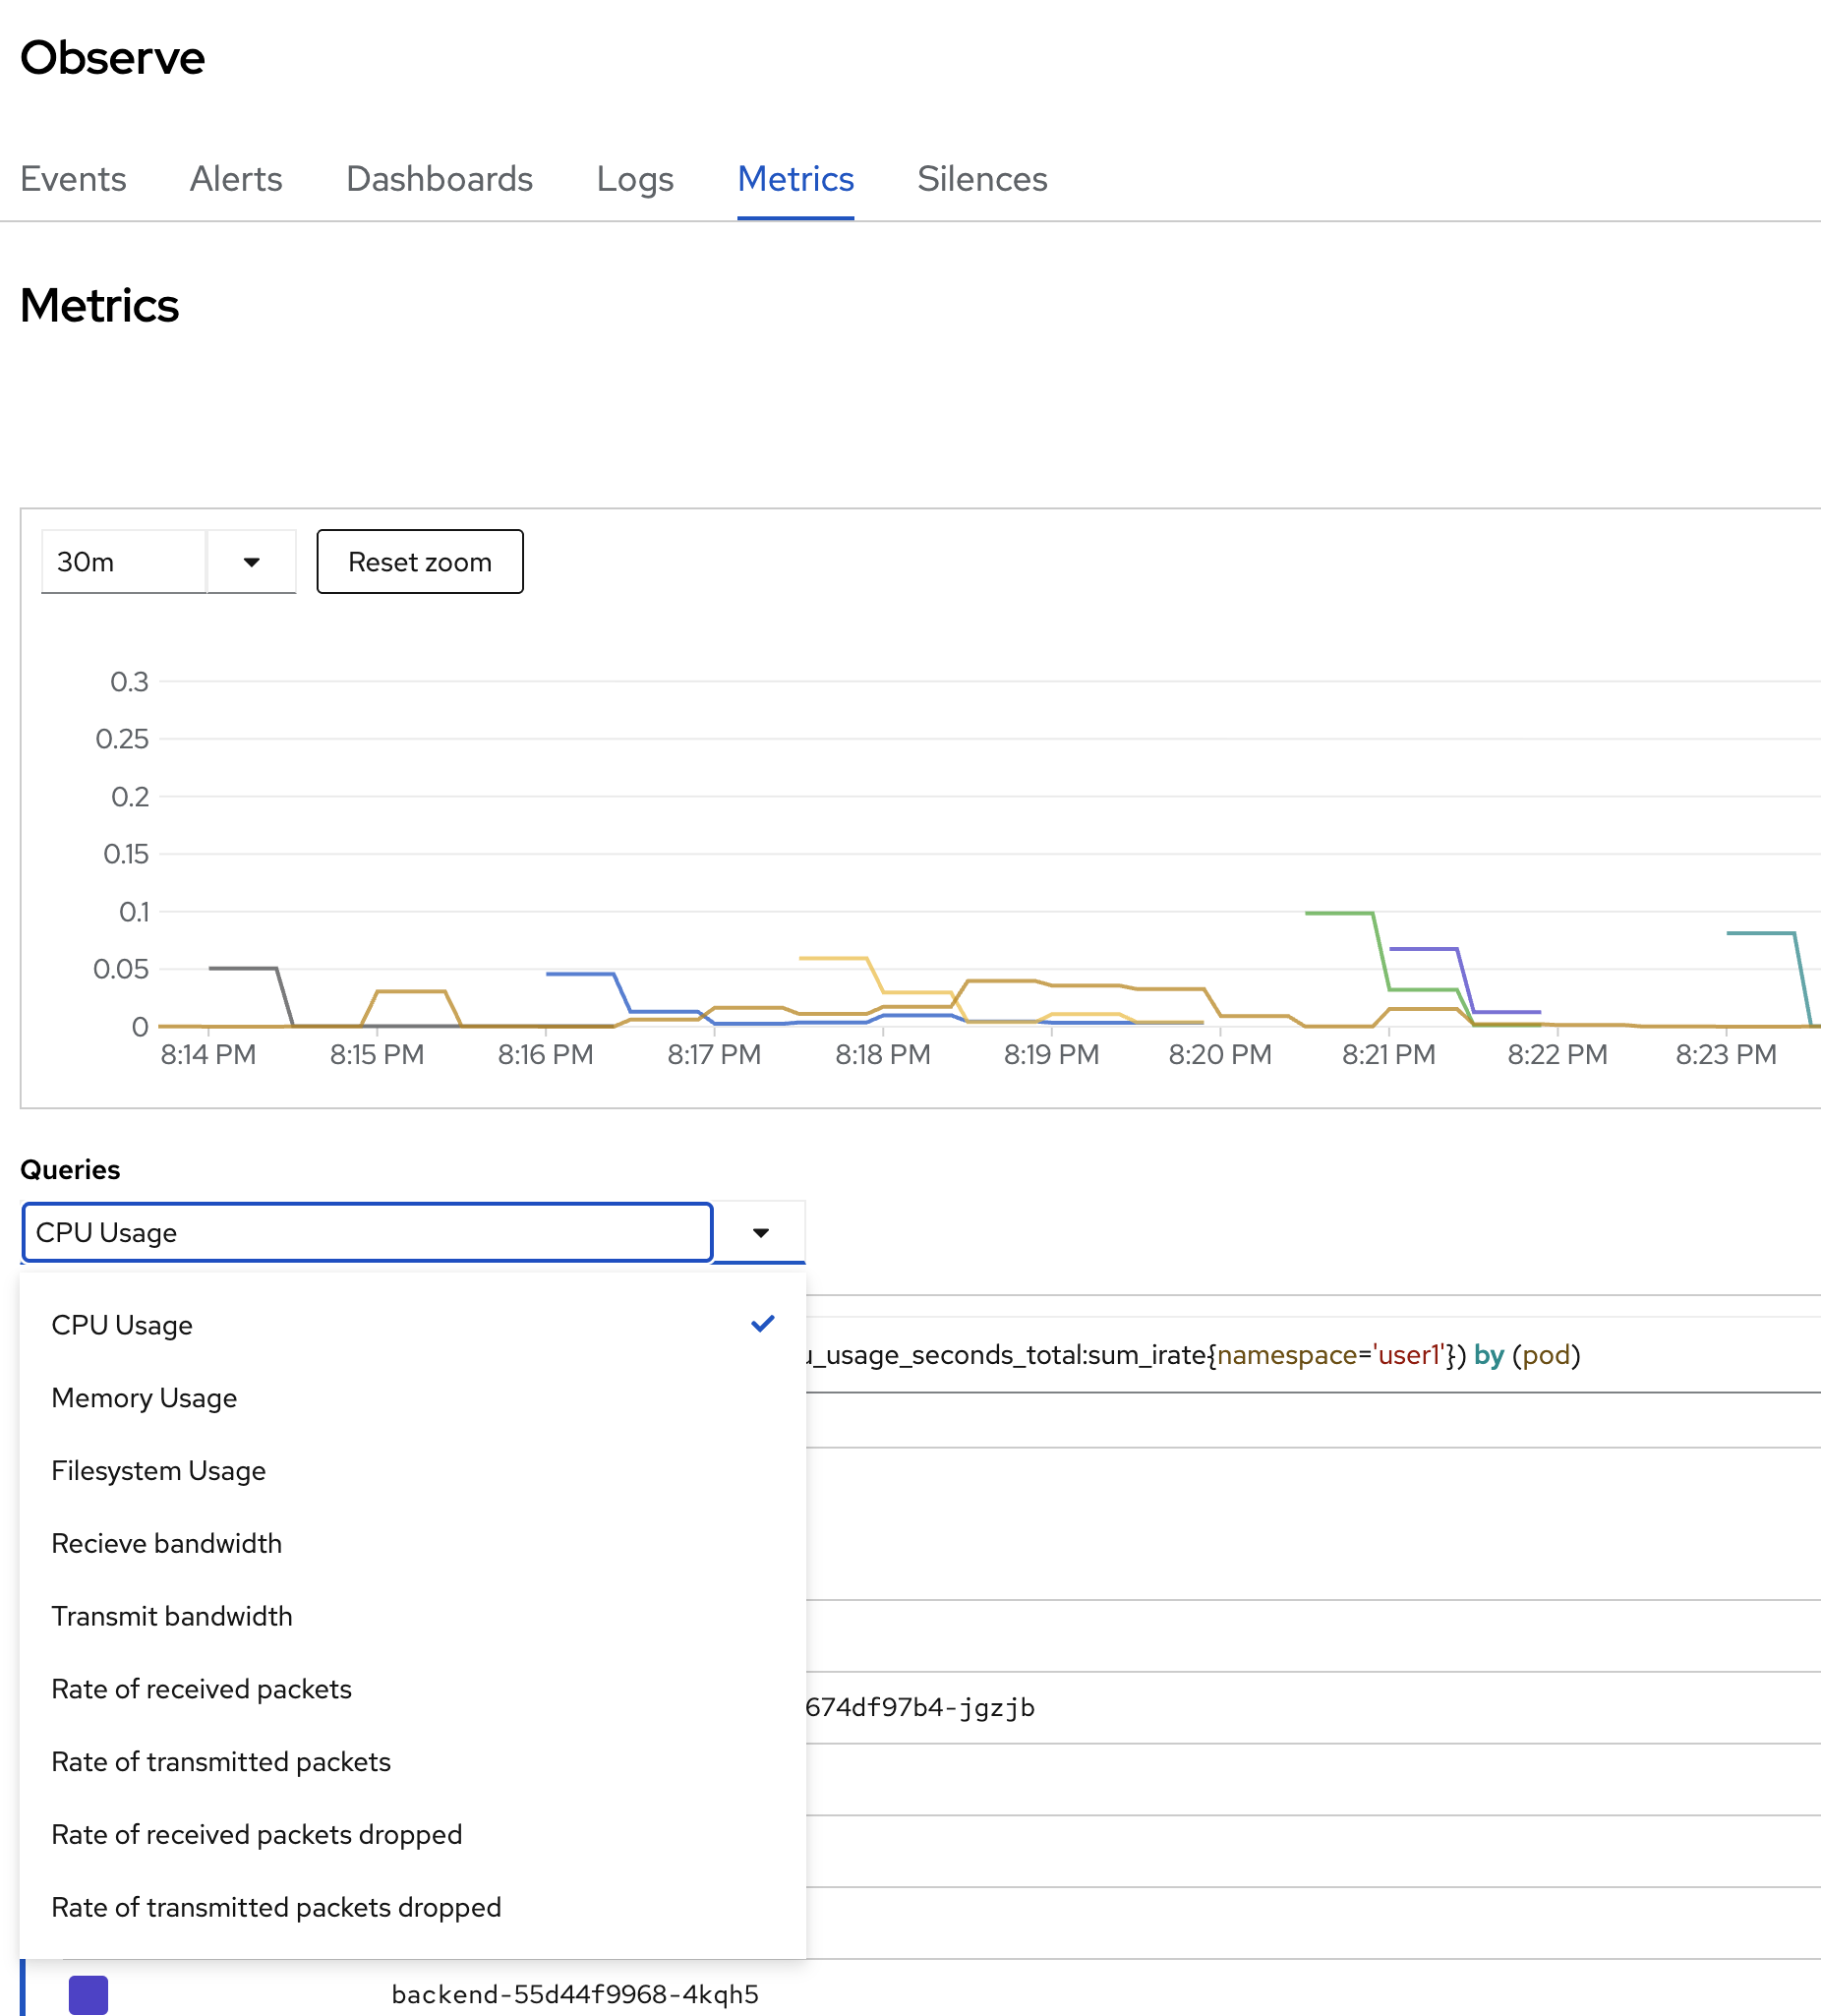 Observe
Events Alerts Dashboards Logs Metrics Silences
Metrics
30m Reset zoom
0.3
0.25
0.2
0.15
0.1
0.05
0
8:14 PM 8:15 PM 8:16 PM 8:17 PM 8:18 PM 8:19 PM 8:20 PM 8:21 PM 8:22 PM 8:23 PM
Queries
CPU Usage
CPU Usage
_usage_seconds_total:sum_irate{namespace='user1'}) by (pod)
Memory Usage
Filesystem Usage
Recieve bandwidth
Transmit bandwidth
Rate of received packets
674df97b4-jgzjb
Rate of transmitted packets
Rate of received packets dropped
Rate of transmitted packets dropped
backend-55d44f9968-4kqh5